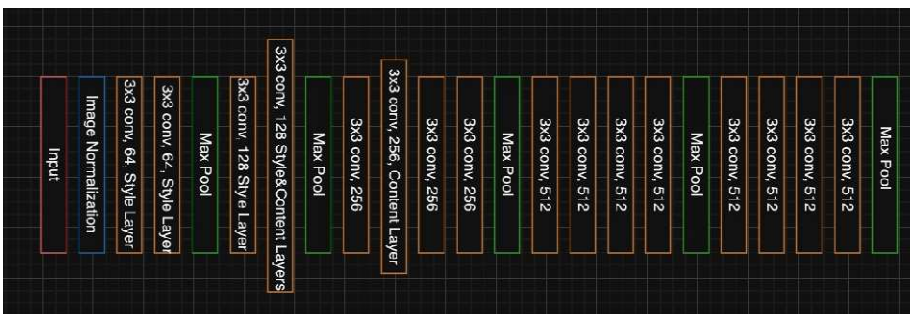 Input
Image Normalization
3x3 conv, 64, Style Layer
3x3 conv, 64, Style Layer
Max Pool
3x3 conv, 128 Style Layer
3x3 conv, 128 Style&Content Layers
Max Pool
3x3 conv, 256
3x3 conv, 256, Content Layer
3x3 conv, 256
3x3 conv, 256
Max Pool
3x3 conv, 512
3x3 conv, 512
3x3 conv, 512
3x3 conv, 512
Max Pool
3x3 conv, 512
3x3 conv, 512
3x3 conv, 512
3x3 conv, 512
Max Pool